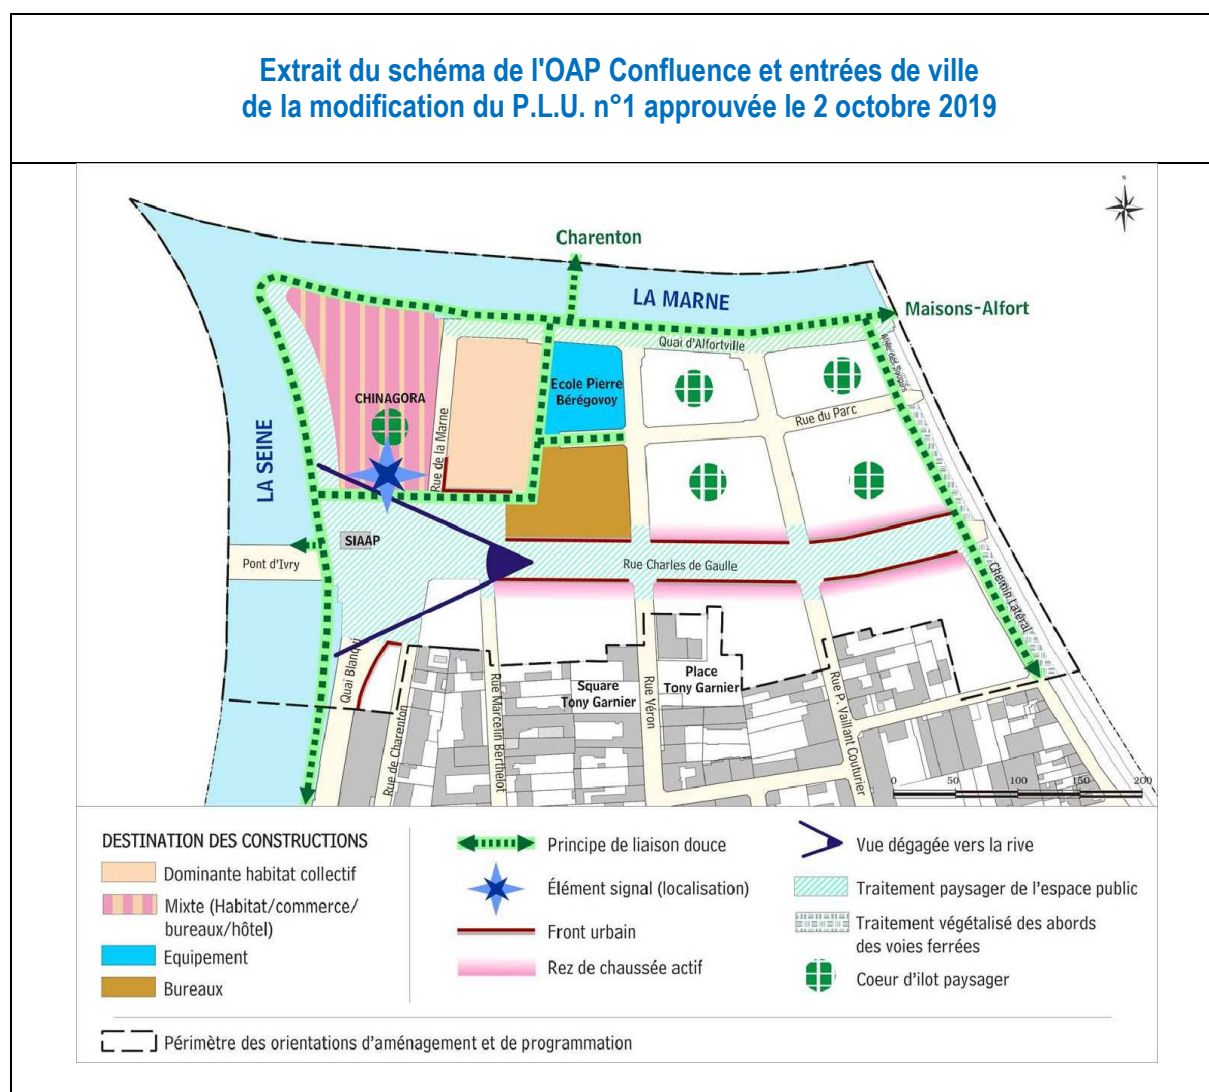 Extrait du schéma de l'OAP Confluence et entrées de ville
de la modification du P.L.U. n°1 approuvée le 2 octobre 2019
N
Charenton
LA MARNE
Maisons-Alfort
Quai d'Alfortville
Ecole Pierre
Bérégovoy
CHINAGORA
Rue du Parc
LA SEINE
Rue de la Marne
SIAAP
Pont d'Ivry
Rue Charles de Gaulle
Chemin Latéral
Quai Blanqui
Place
Tony Garnier
Square
Tony Garnier
Rue de Charenton
Rue Marcelin Berthelot
Rue Véron
Rue P. Vaillant Couturier
0 50 100 150 200
DESTINATION DES CONSTRUCTIONS
Dominante habitat collectif
Mixte (Habitat/commerce/
bureaux/hôtel)
Equipement
Bureaux
Principe de liaison douce
Élément signal (localisation)
Front urbain
Rez de chaussée actif
Vue dégagée vers la rive
Traitement paysager de l'espace public
Traitement végétalisé des abords
des voies ferrées
Coeur d'ilot paysager
Périmètre des orientations d'aménagement et de programmation